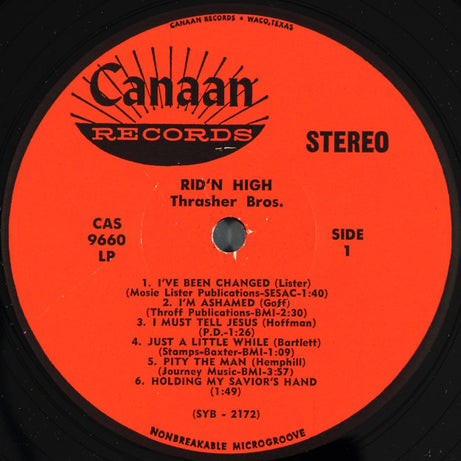 CANAAN RECORDS • WACO, TEXAS
Canaan
RECORDS
STEREO
RID'N HIGH
Thrasher Bros.
CAS
9660
LP
SIDE
1
1. I'VE BEEN CHANGED (Lister)
(Mosie Lister Publications-SESAC-1:40)
2. I'M ASHAMED (Goff)
(Throff Publications-BMI-2:30)
3. I MUST TELL JESUS (Hoffman)
(P.D.-1:26)
4. JUST A LITTLE WHILE (Bartlett)
(Stamps-Baxter-BMI-1:09)
5. PITY THE MAN (Hemphill)
(Journey Music-BMI-3:57)
6. HOLDING MY SAVIOR'S HAND
(1:49)
(SYB - 2172)
NONBREAKABLE MICROGROOVE